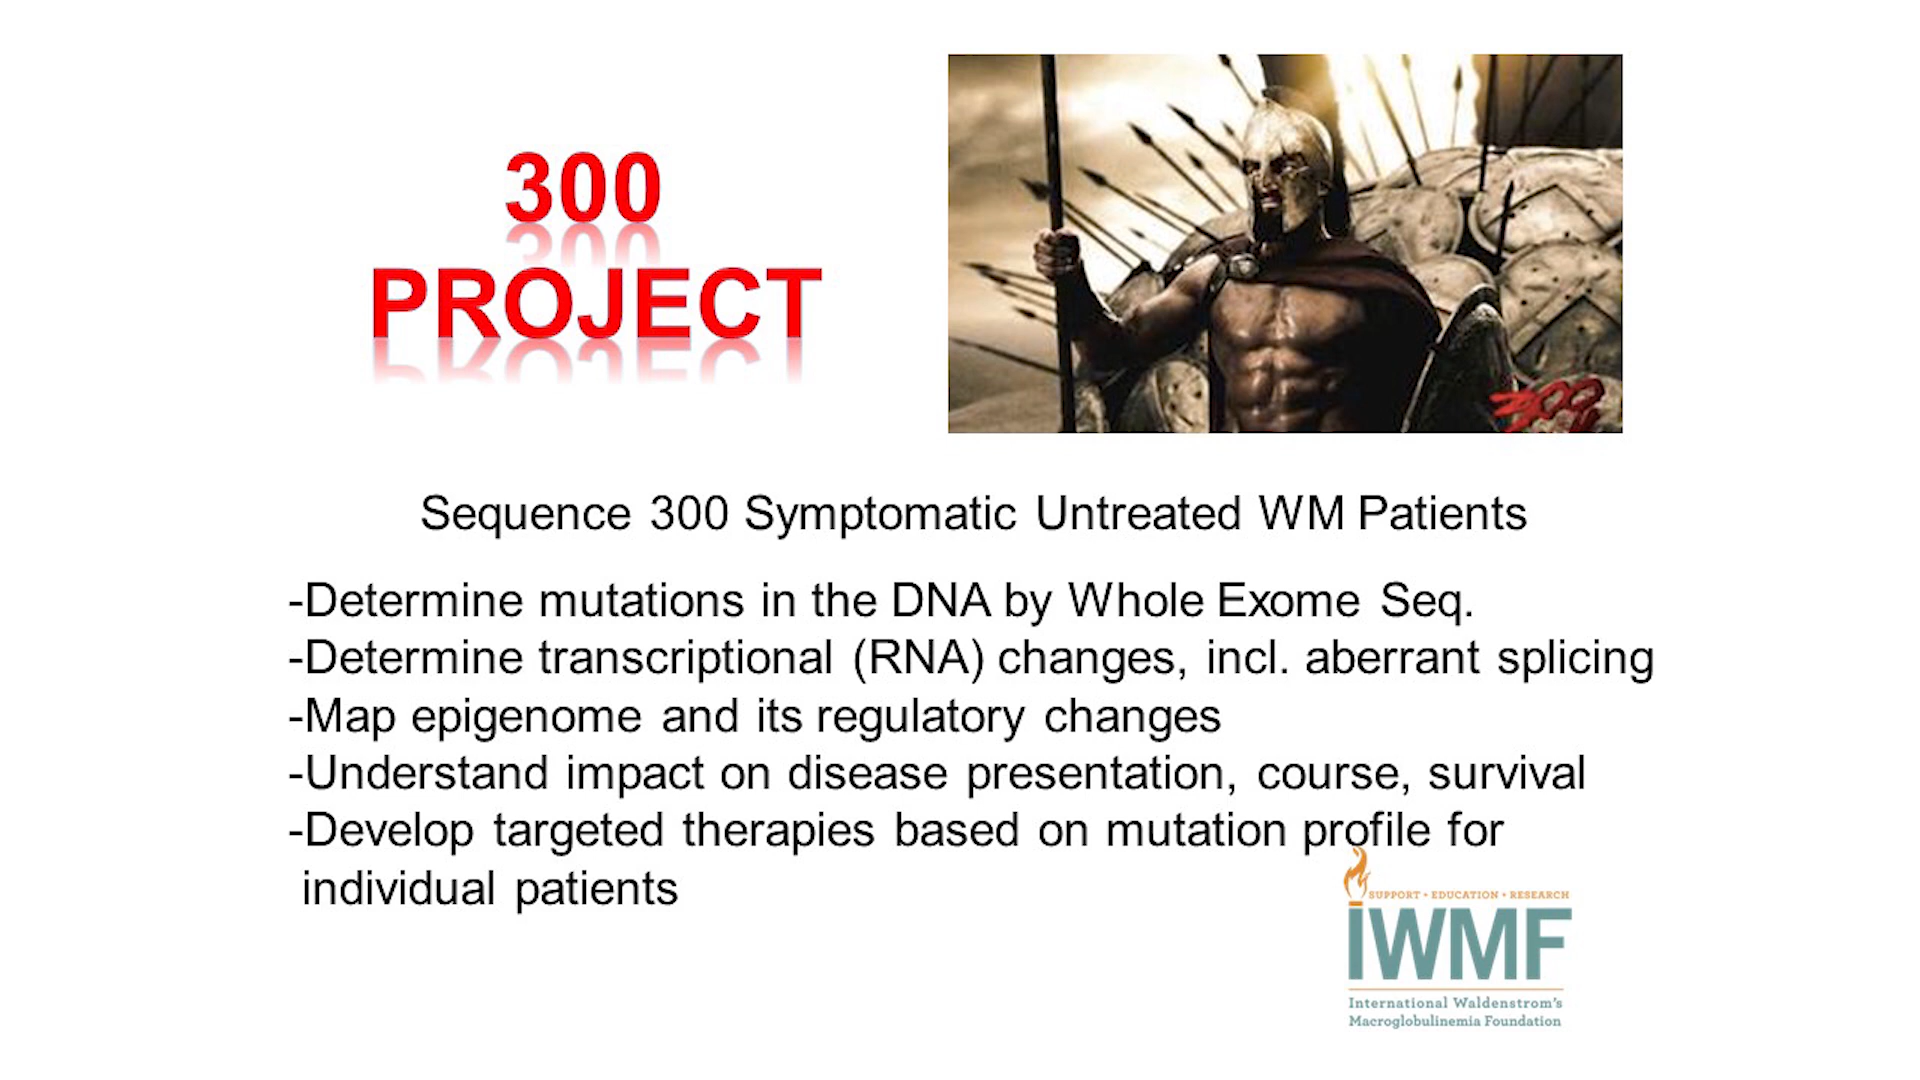 300
PROJECT
300
Sequence 300 Symptomatic Untreated WM Patients
-Determine mutations in the DNA by Whole Exome Seq.
-Determine transcriptional (RNA) changes, incl. aberrant splicing
-Map epigenome and its regulatory changes
-Understand impact on disease presentation, course, survival
-Develop targeted therapies based on mutation profile for
individual patients
SUPPORT • EDUCATION • RESEARCH
IWMF
International Waldenstrom's
Macroglobulinemia Foundation